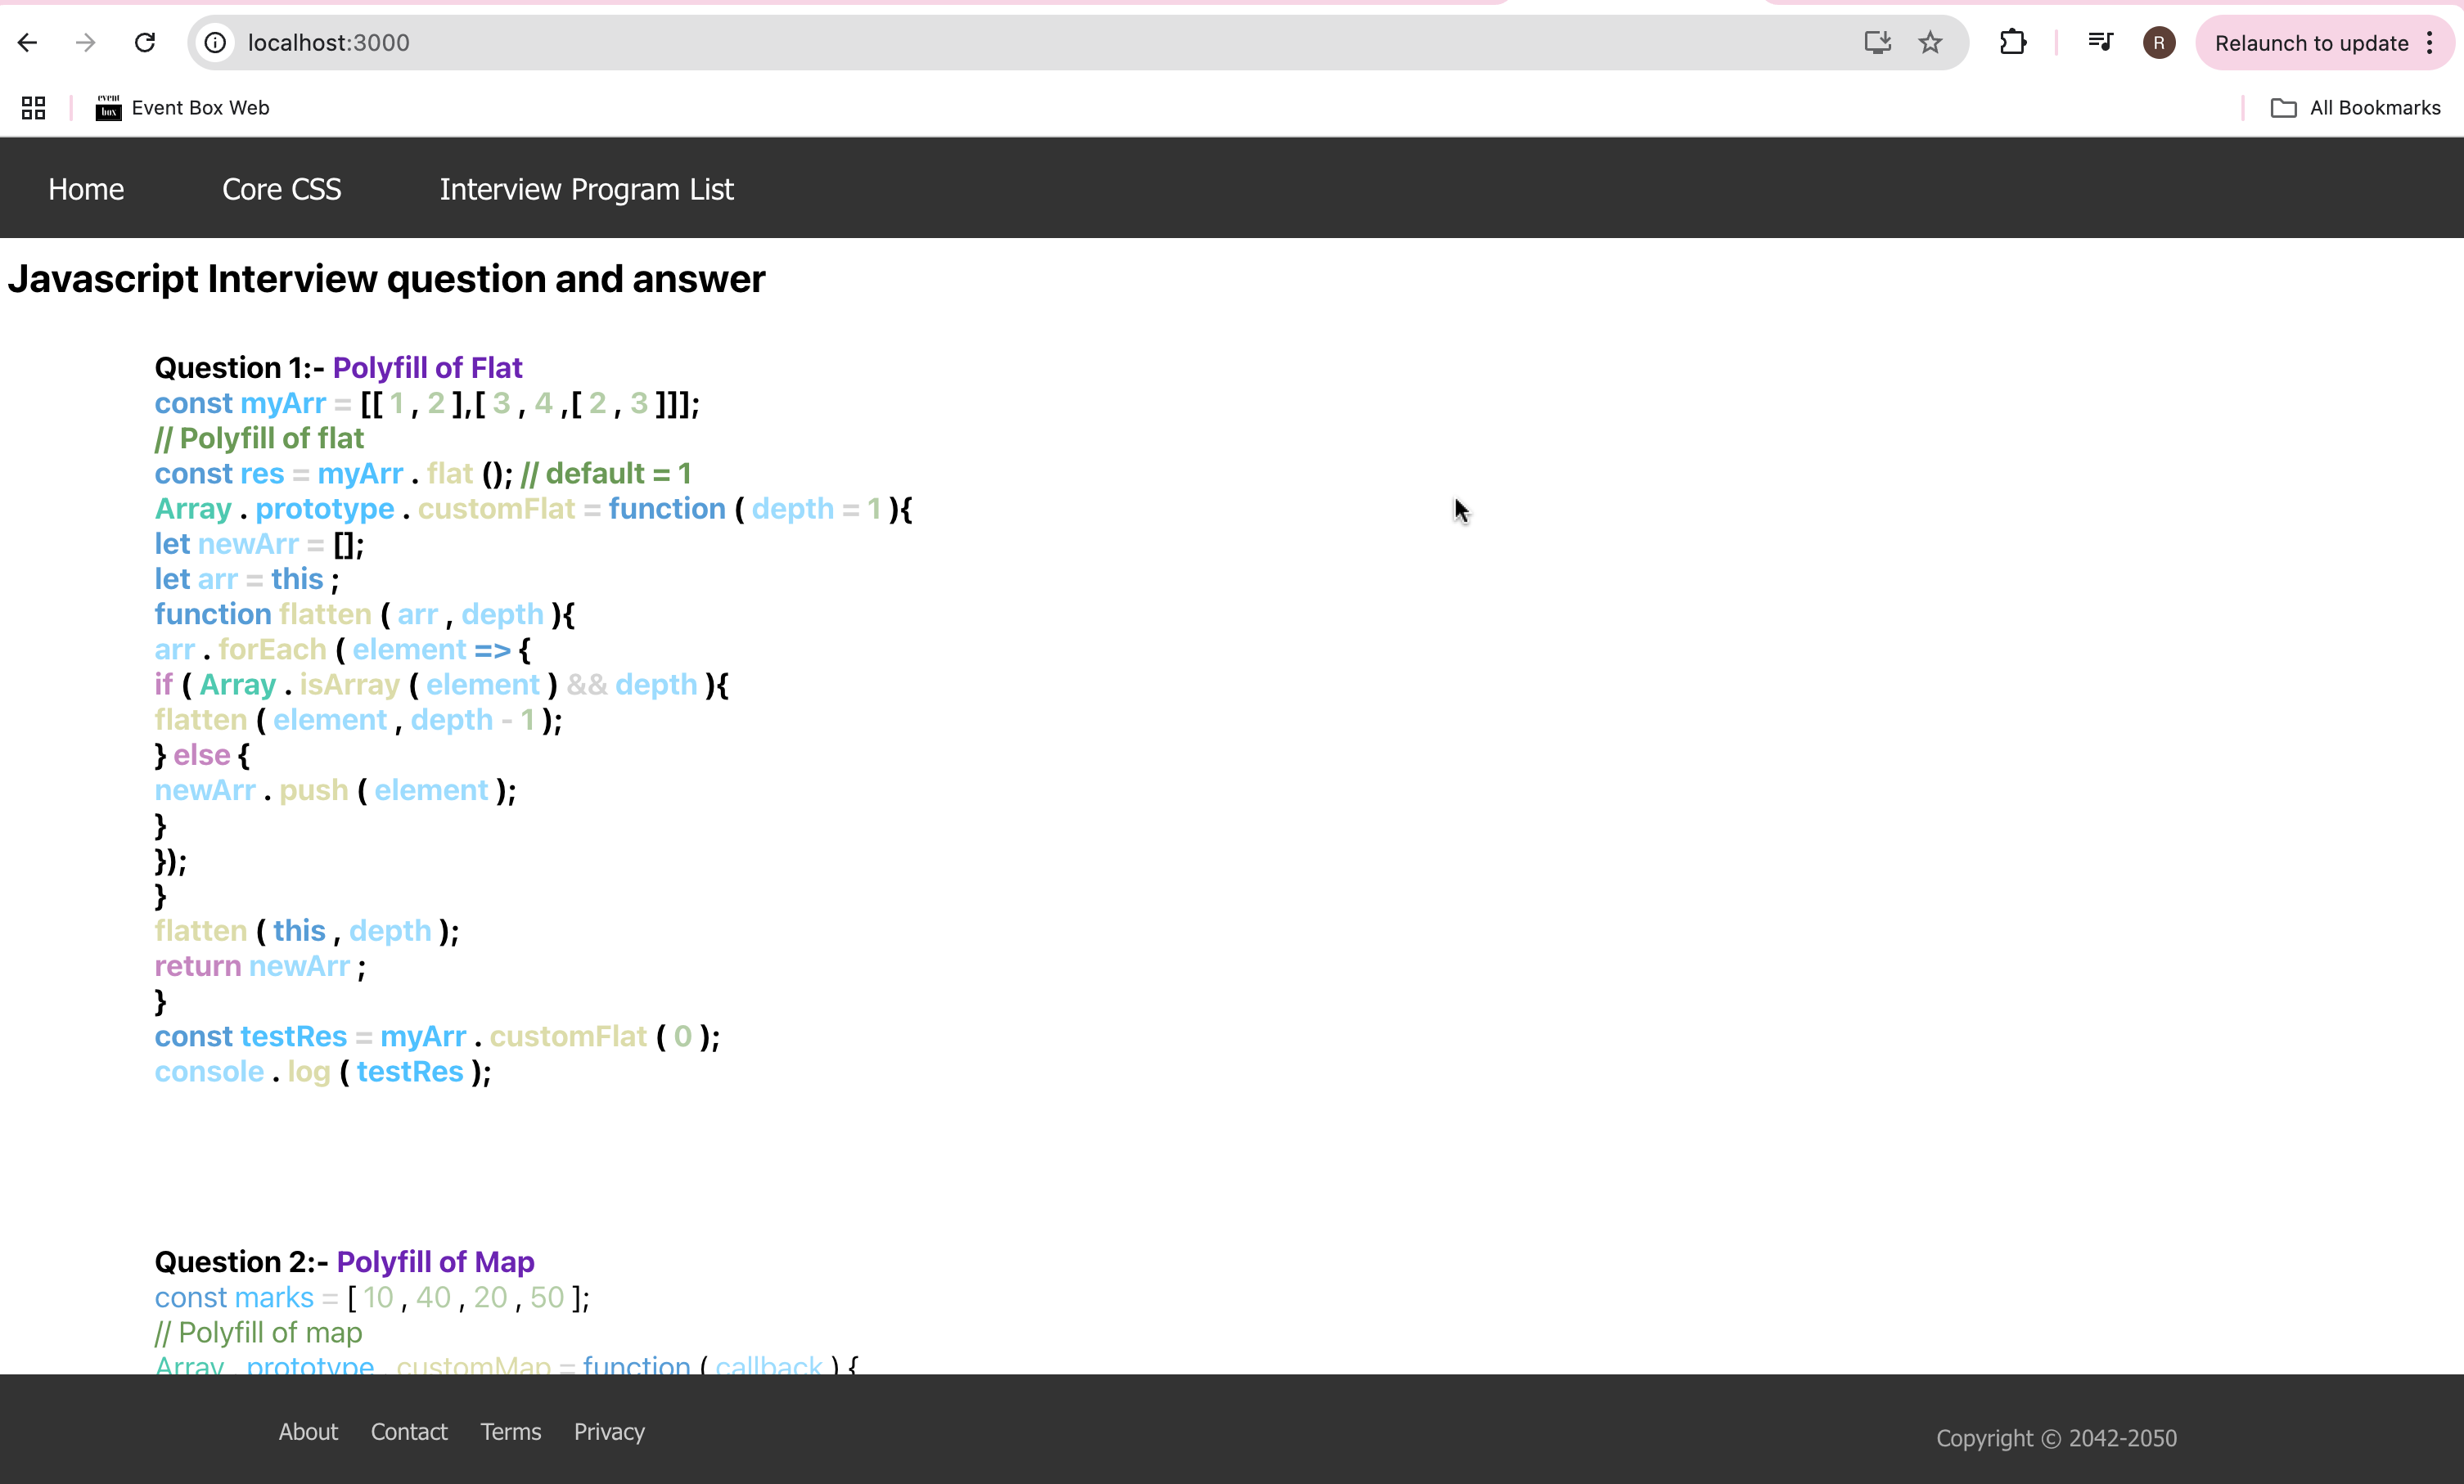 localhost:3000
R
Relaunch to update
event
box
Event Box Web
All Bookmarks
Home
Core CSS
Interview Program List
Javascript Interview question and answer
Question 1:- Polyfill of Flat
const myArr = [[ 1 , 2 ],[ 3 , 4 ,[ 2 , 3 ]]];
// Polyfill of flat
const res = myArr . flat (); // default = 1
Array . prototype . customFlat = function ( depth = 1 ){
let newArr = [];
let arr = this ;
function flatten ( arr , depth ){
arr . forEach ( element => {
if ( Array . isArray ( element ) && depth ){
flatten ( element , depth - 1 );
} else {
newArr . push ( element );
}
});
}
flatten ( this , depth );
return newArr ;
}
const testRes = myArr . customFlat ( 0 );
console . log ( testRes );
Question 2:- Polyfill of Map
const marks = [ 10 , 40 , 20 , 50 ];
// Polyfill of map
Array . prototype . customMap = function ( callback ) {
About
Contact
Terms
Privacy
Copyright © 2042-2050